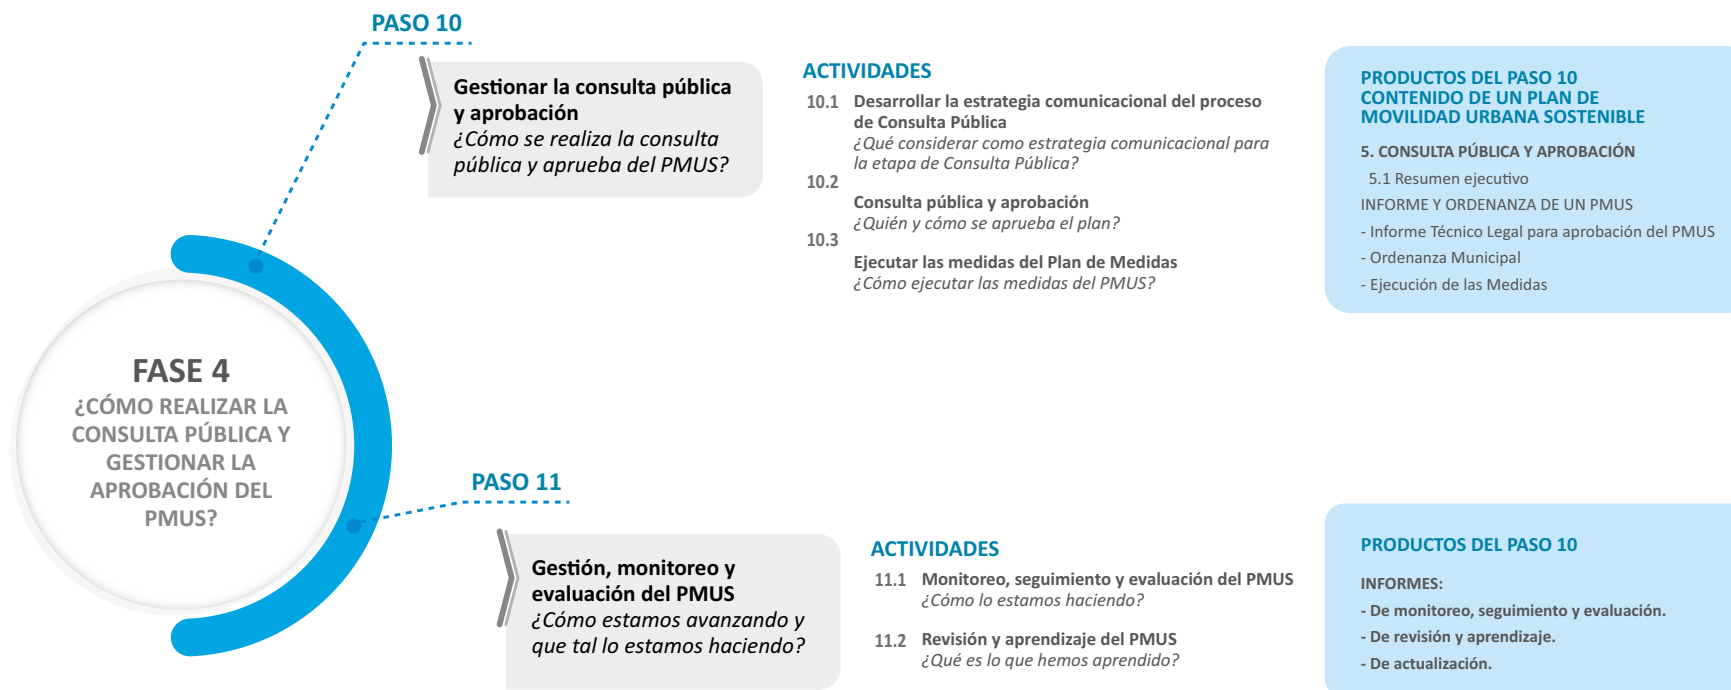 FASE 4
¿CÓMO REALIZAR LA
CONSULTA PÚBLICA Y
GESTIONAR LA
APROBACIÓN DEL
PMUS?
PASO 10
Gestionar la consulta pública
y aprobación
¿Cómo se realiza la consulta
pública y aprueba del PMUS?
ACTIVIDADES
10.1 Desarrollar la estrategia comunicacional del proceso
de Consulta Pública
¿Qué considerar como estrategia comunicacional para
la etapa de Consulta Pública?
10.2
Consulta pública y aprobación
¿Quién y cómo se aprueba el plan?
10.3
Ejecutar las medidas del Plan de Medidas
¿Cómo ejecutar las medidas del PMUS?
PRODUCTOS DEL PASO 10
CONTENIDO DE UN PLAN DE
MOVILIDAD URBANA SOSTENIBLE
5. CONSULTA PÚBLICA Y APROBACIÓN
5.1 Resumen ejecutivo
INFORME Y ORDENANZA DE UN PMUS
- Informe Técnico Legal para aprobación del PMUS
- Ordenanza Municipal
- Ejecución de las Medidas
PASO 11
Gestión, monitoreo y
evaluación del PMUS
¿Cómo estamos avanzando y
que tal lo estamos haciendo?
ACTIVIDADES
11.1 Monitoreo, seguimiento y evaluación del PMUS
¿Cómo lo estamos haciendo?
11.2 Revisión y aprendizaje del PMUS
¿Qué es lo que hemos aprendido?
PRODUCTOS DEL PASO 10
INFORMES:
- De monitoreo, seguimiento y evaluación.
- De revisión y aprendizaje.
- De actualización.